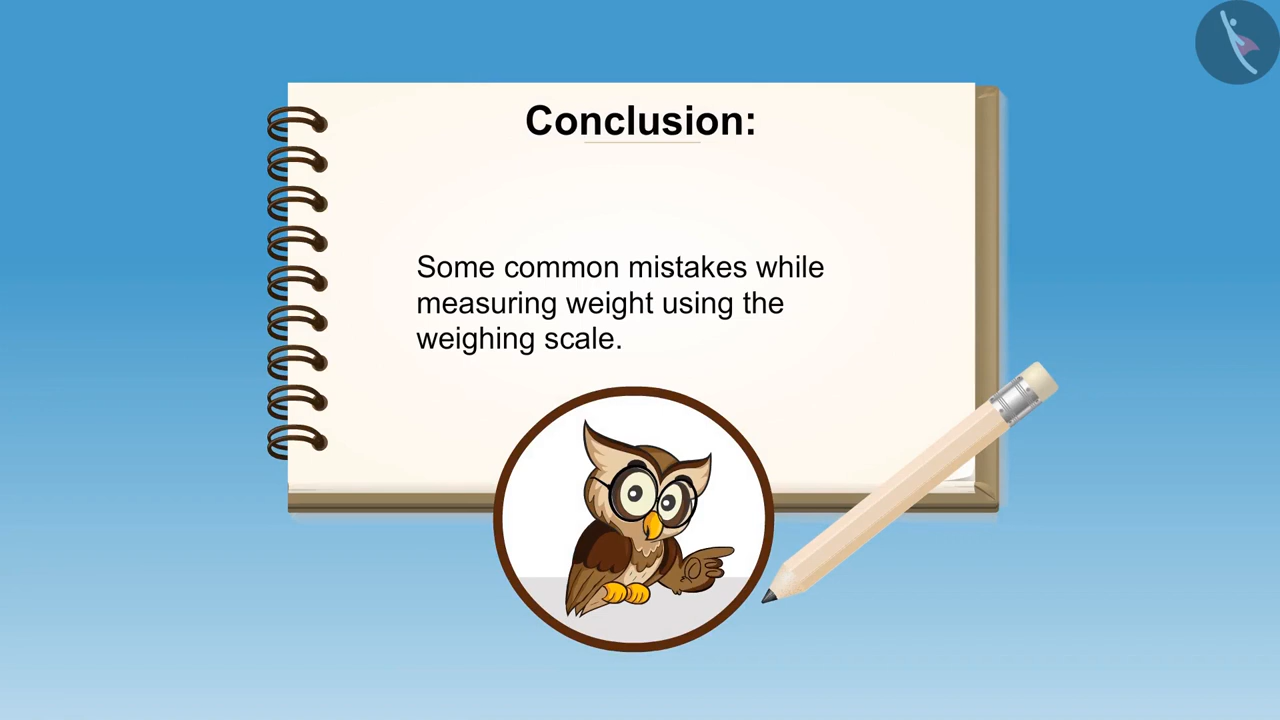 Conclusion:
Some common mistakes while
measuring weight using the
weighing scale.